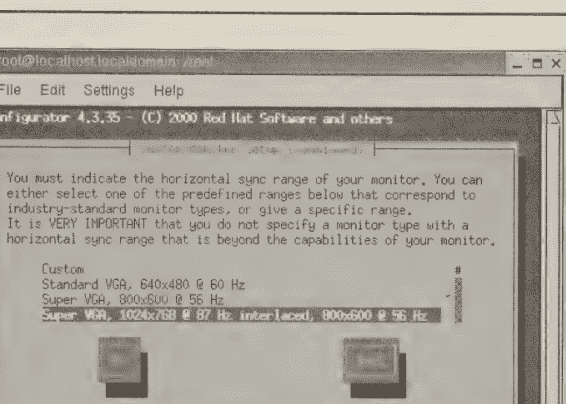 root@localhost.localdomain: /root
File Edit Settings Help
nfigurator 4.3.35 - (C) 2000 Red Hat Software and others
You must indicate the horizontal sync range of your monitor. You can
either select one of the predefined ranges below that correspond to
industry-standard monitor types, or give a specific range.
It is VERY IMPORTANT that you do not specify a monitor type with a
horizontal sync range that is beyond the capabilities of your monitor.
Custom #
Standard VGA, 640x480 @ 60 Hz
Super VGA, 800x600 @ 56 Hz
Super VGA, 1024x768 @ 87 Hz interlaced, 800x600 @ 56 Hz